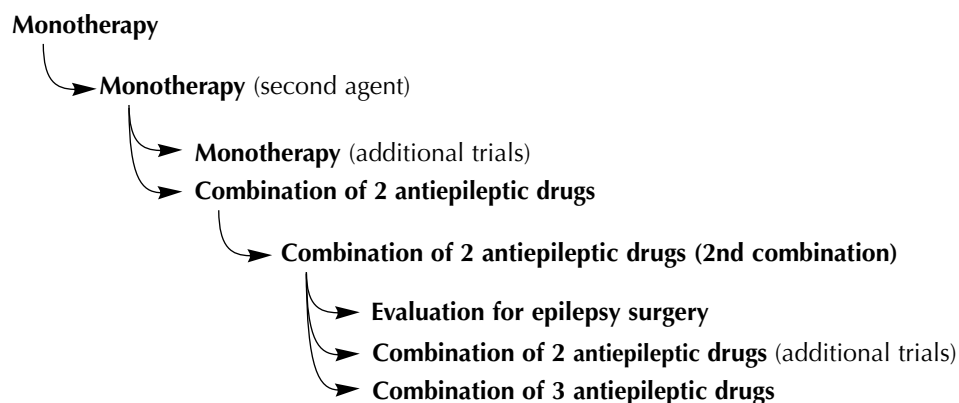 Monotherapy
Monotherapy (second agent)
Monotherapy (additional trials)
Combination of 2 antiepileptic drugs
Combination of 2 antiepileptic drugs (2nd combination)
Evaluation for epilepsy surgery
Combination of 2 antiepileptic drugs (additional trials)
Combination of 3 antiepileptic drugs